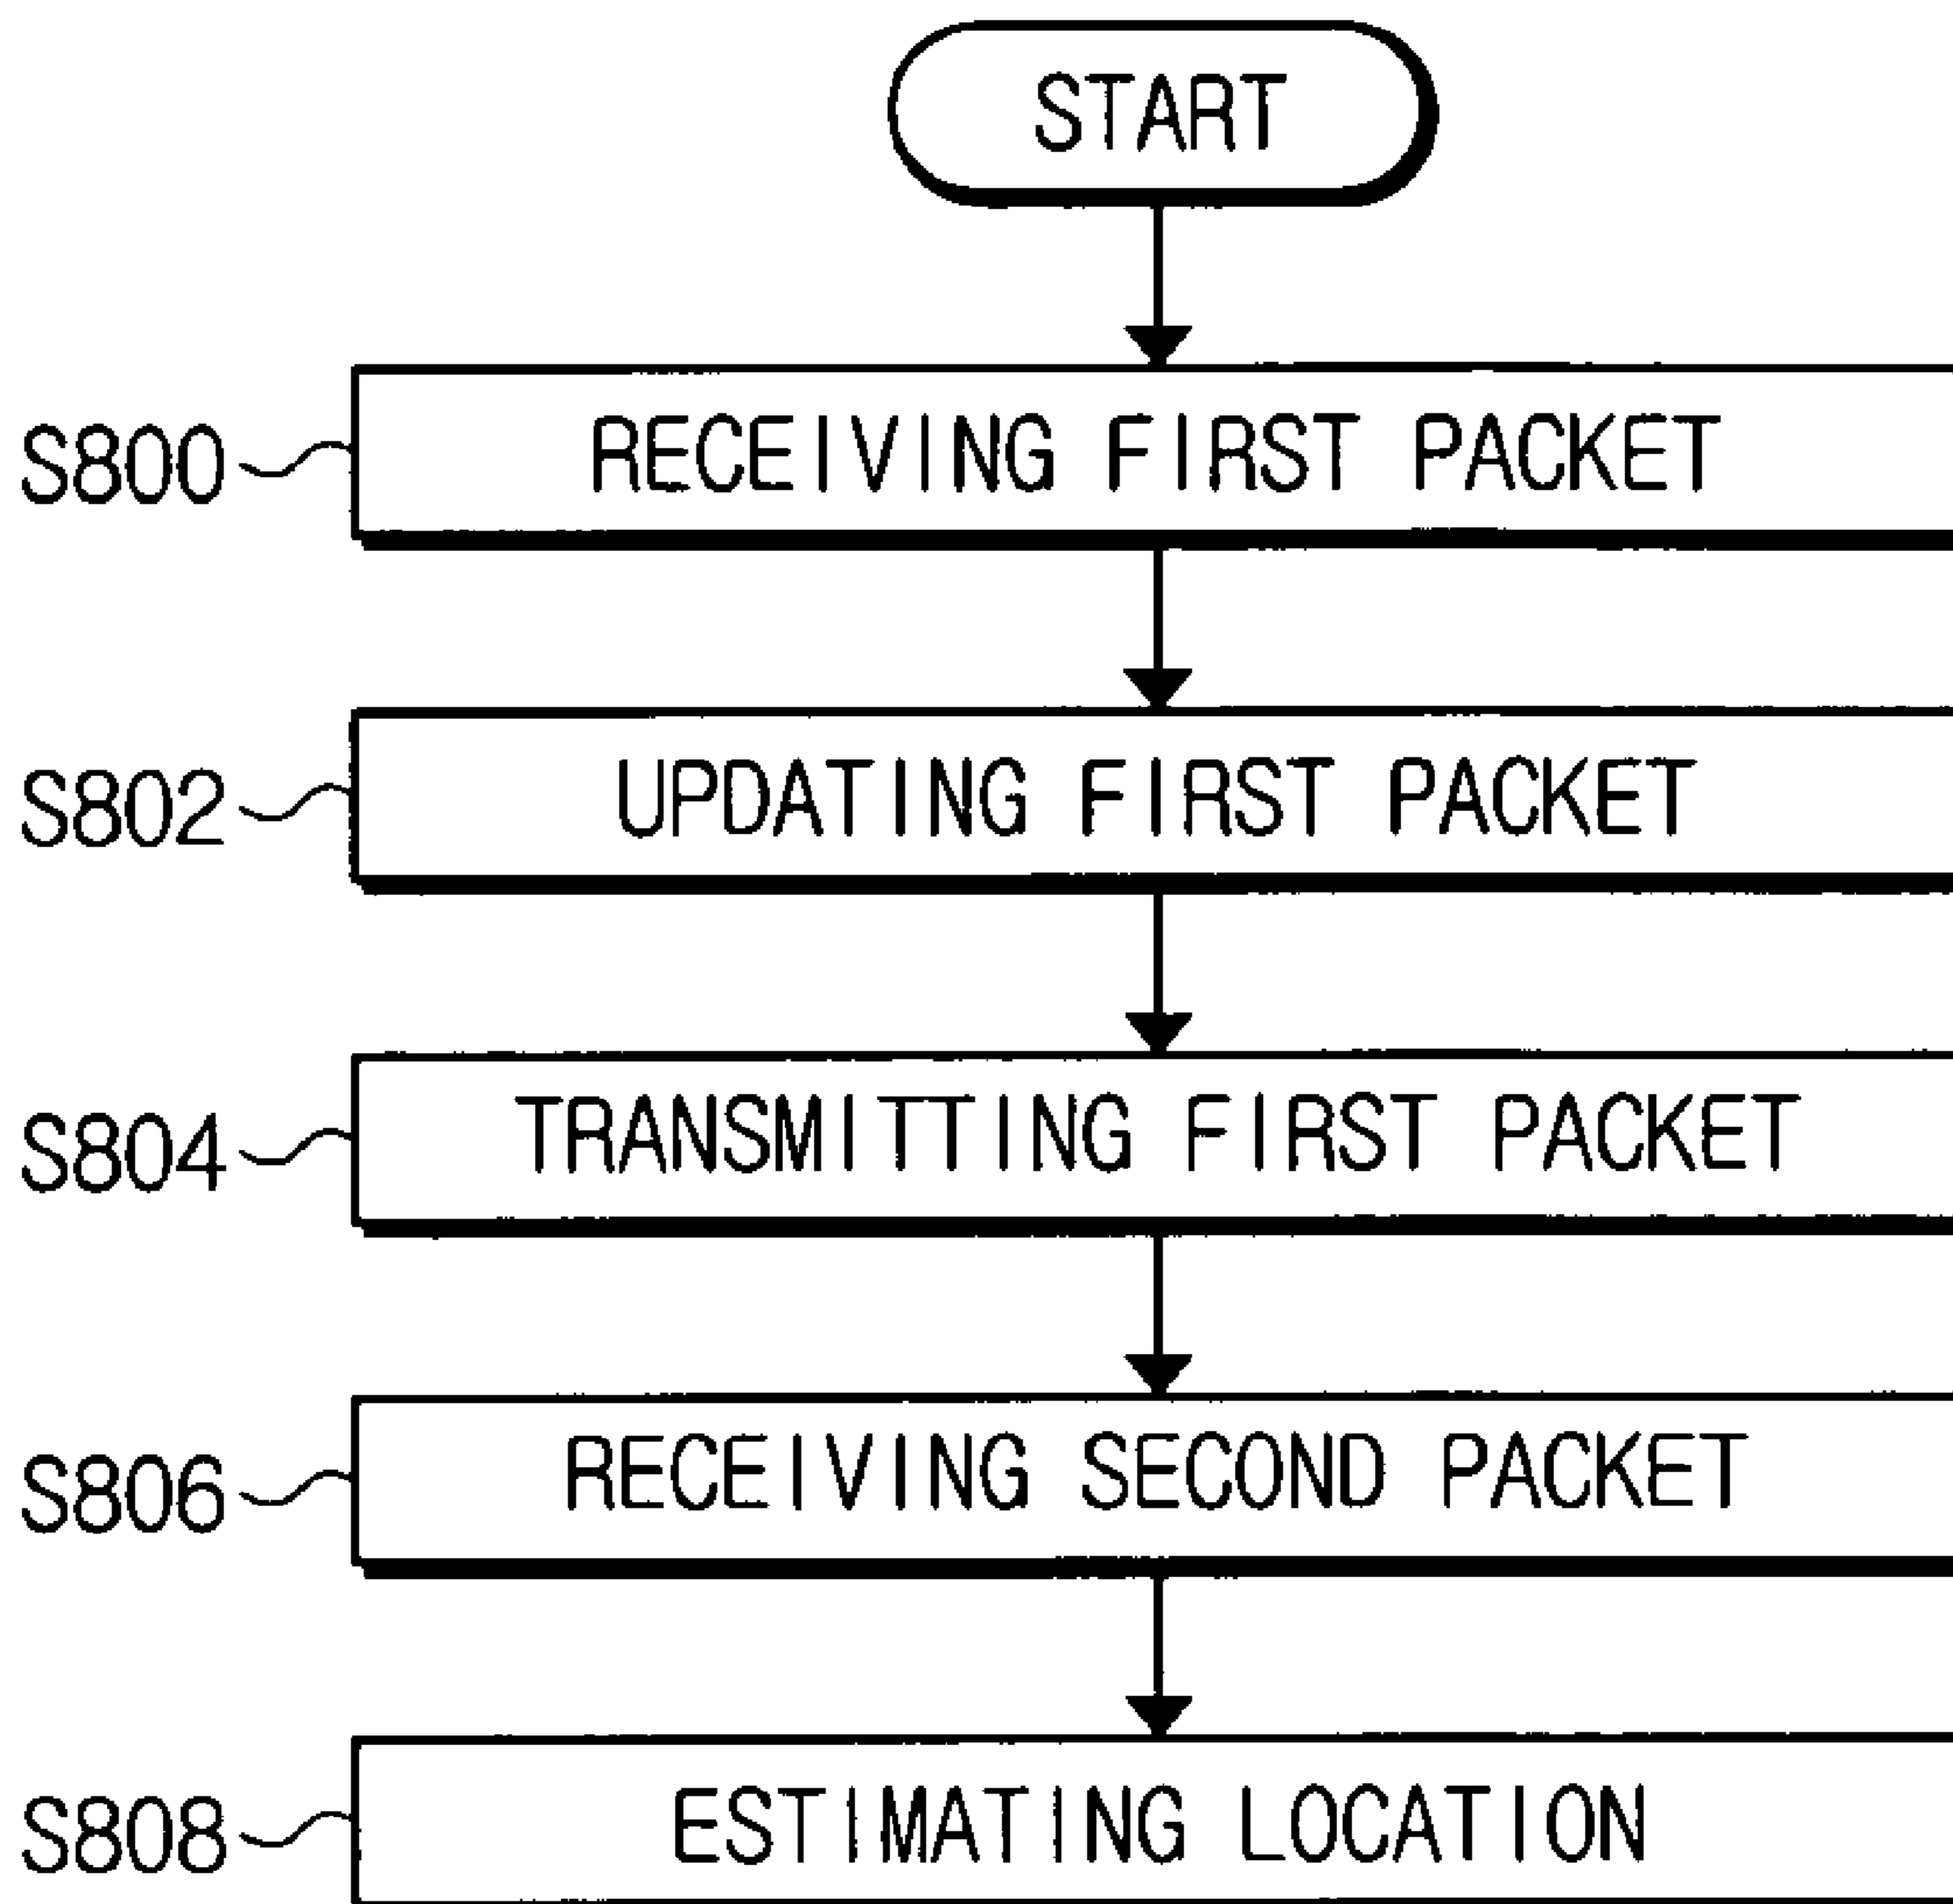 START
S800 RECEIVING FIRST PACKET
S802 UPDATING FIRST PACKET
S804 TRANSMITTING FIRST PACKET
S806 RECEIVING SECOND PACKET
S808 ESTIMATING LOCATION